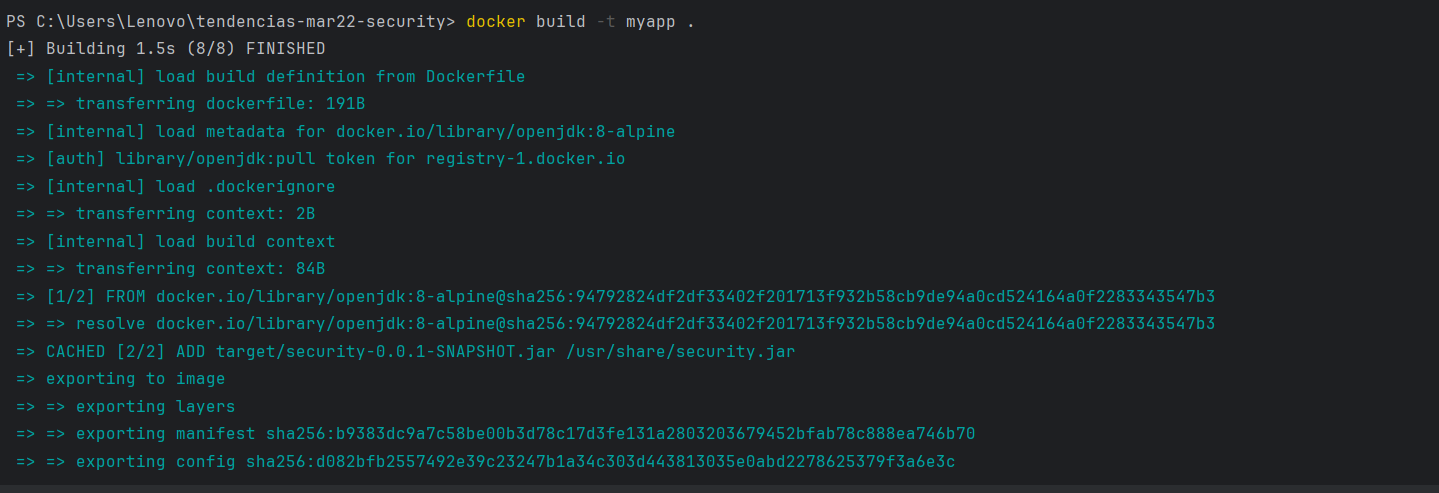 PS C:\Users\Lenovo\tendencias-mar22-security> docker build -t myapp .
[+] Building 1.5s (8/8) FINISHED
=> [internal] load build definition from Dockerfile
=> => transferring dockerfile: 191B
=> [internal] load metadata for docker.io/library/openjdk:8-alpine
=> [auth] library/openjdk:pull token for registry-1.docker.io
=> [internal] load .dockerignore
=> => transferring context: 2B
=> [internal] load build context
=> => transferring context: 84B
=> [1/2] FROM docker.io/library/openjdk:8-alpine@sha256:94792824df2df33402f201713f932b58cb9de94a0cd524164a0f2283343547b3
=> => resolve docker.io/library/openjdk:8-alpine@sha256:94792824df2df33402f201713f932b58cb9de94a0cd524164a0f2283343547b3
=> CACHED [2/2] ADD target/security-0.0.1-SNAPSHOT.jar /usr/share/security.jar
=> exporting to image
=> => exporting layers
=> => exporting manifest sha256:b9383dc9a7c58be00b3d78c17d3fe131a2803203679452bfab78c888ea746b70
=> => exporting config sha256:d082bfb2557492e39c23247b1a34c303d443813035e0abd2278625379f3a6e3c